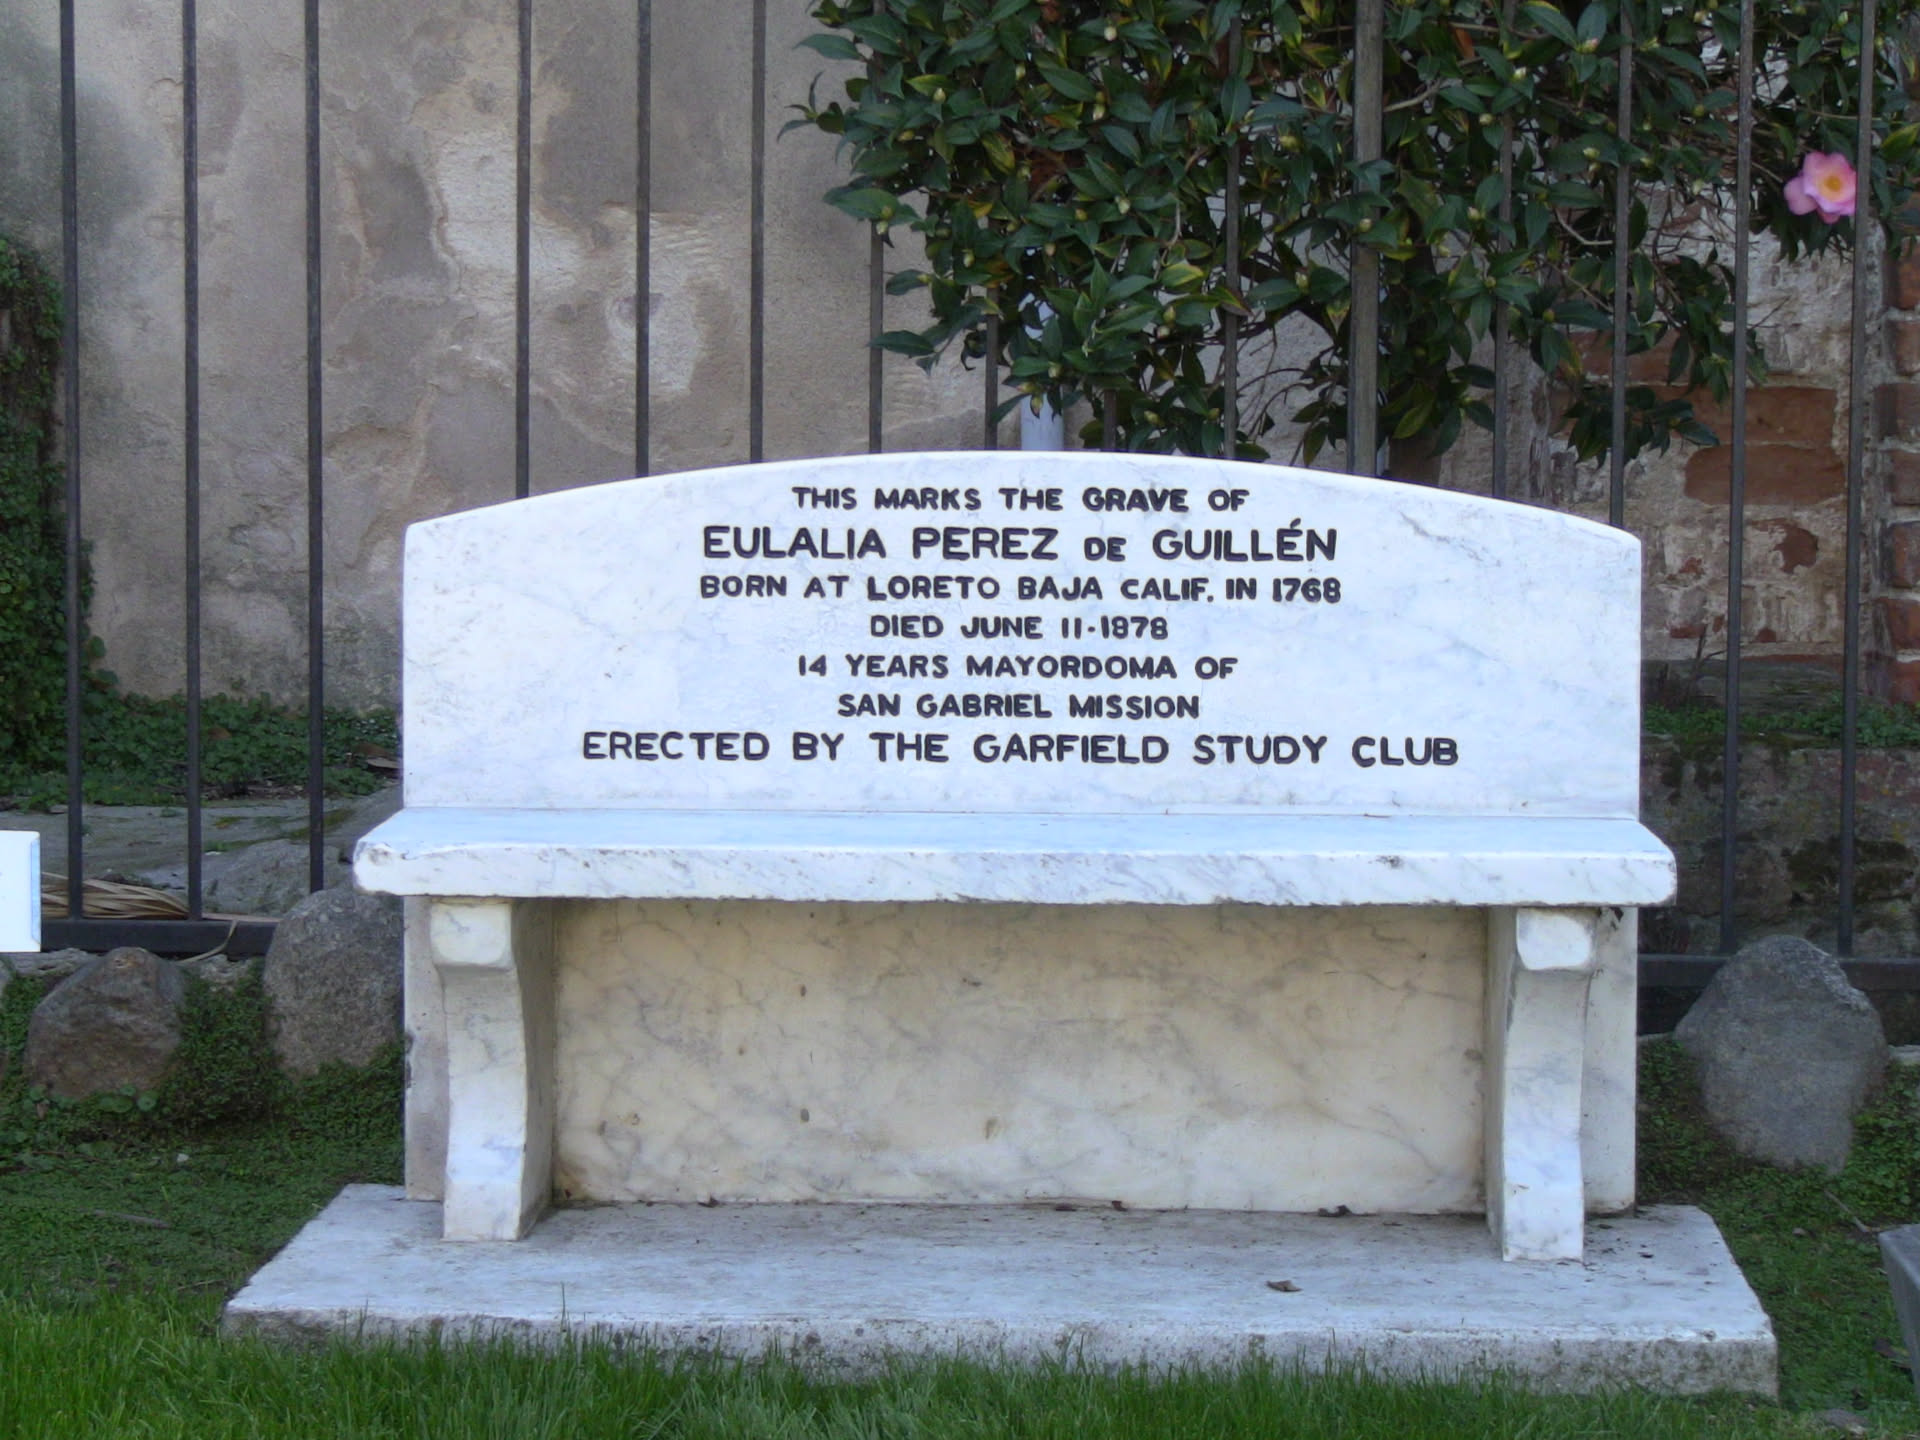 THIS MARKS THE GRAVE OF
EULALIA PEREZ DE GUILLÉN
BORN AT LORETO BAJA CALIF. IN 1768
DIED JUNE 11-1878
14 YEARS MAYORDOMA OF
SAN GABRIEL MISSION
ERECTED BY THE GARFIELD STUDY CLUB